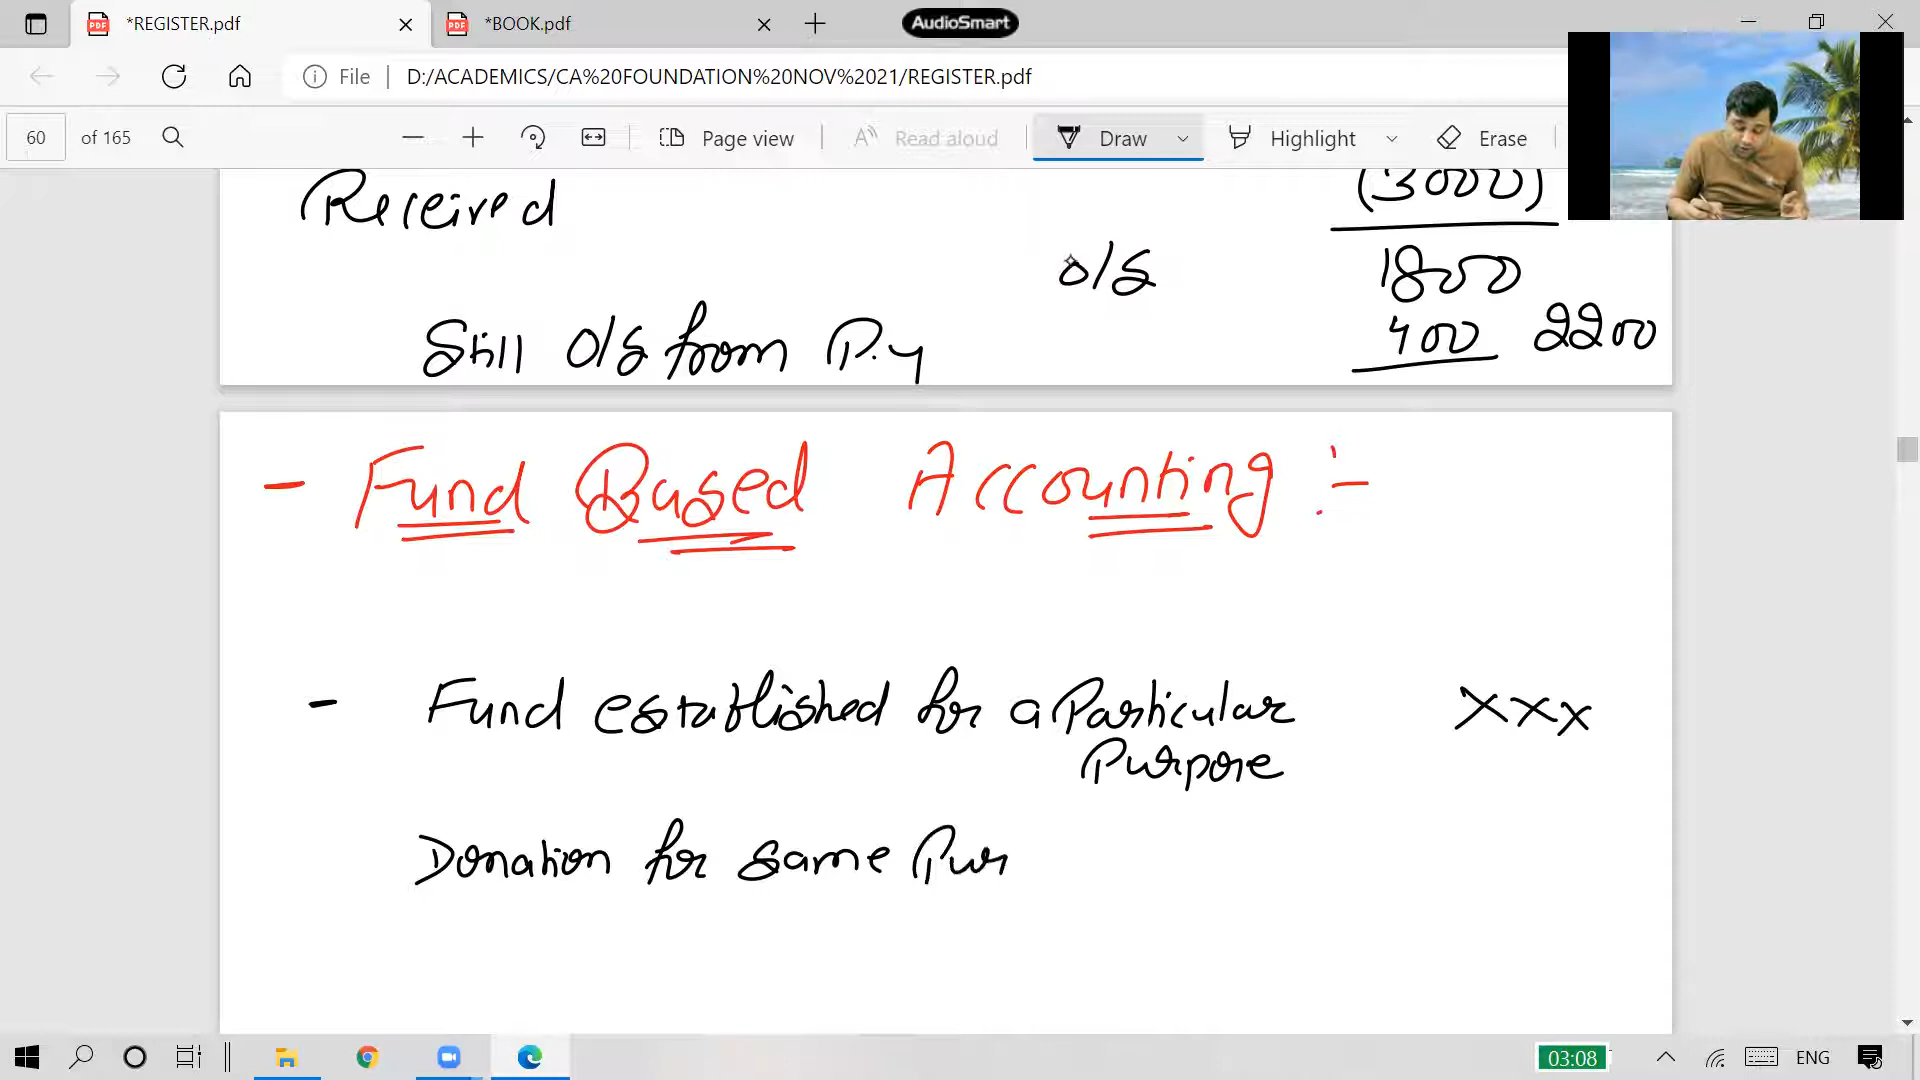 *REGISTER.pdf
*BOOK.pdf
AudioSmart
File
D:/ACADEMICS/CA%20FOUNDATION%20NOV%2021/REGISTER.pdf
60 of 165
Page view
Read aloud
Draw
Highlight
Erase
Received (3000)
O/S 1800
Still O/S from P.y 400 2200
- Fund Based Accounting :-
- Fund established for a Particular XXX
Purpose
Donation for same Pur
03:08
ENG